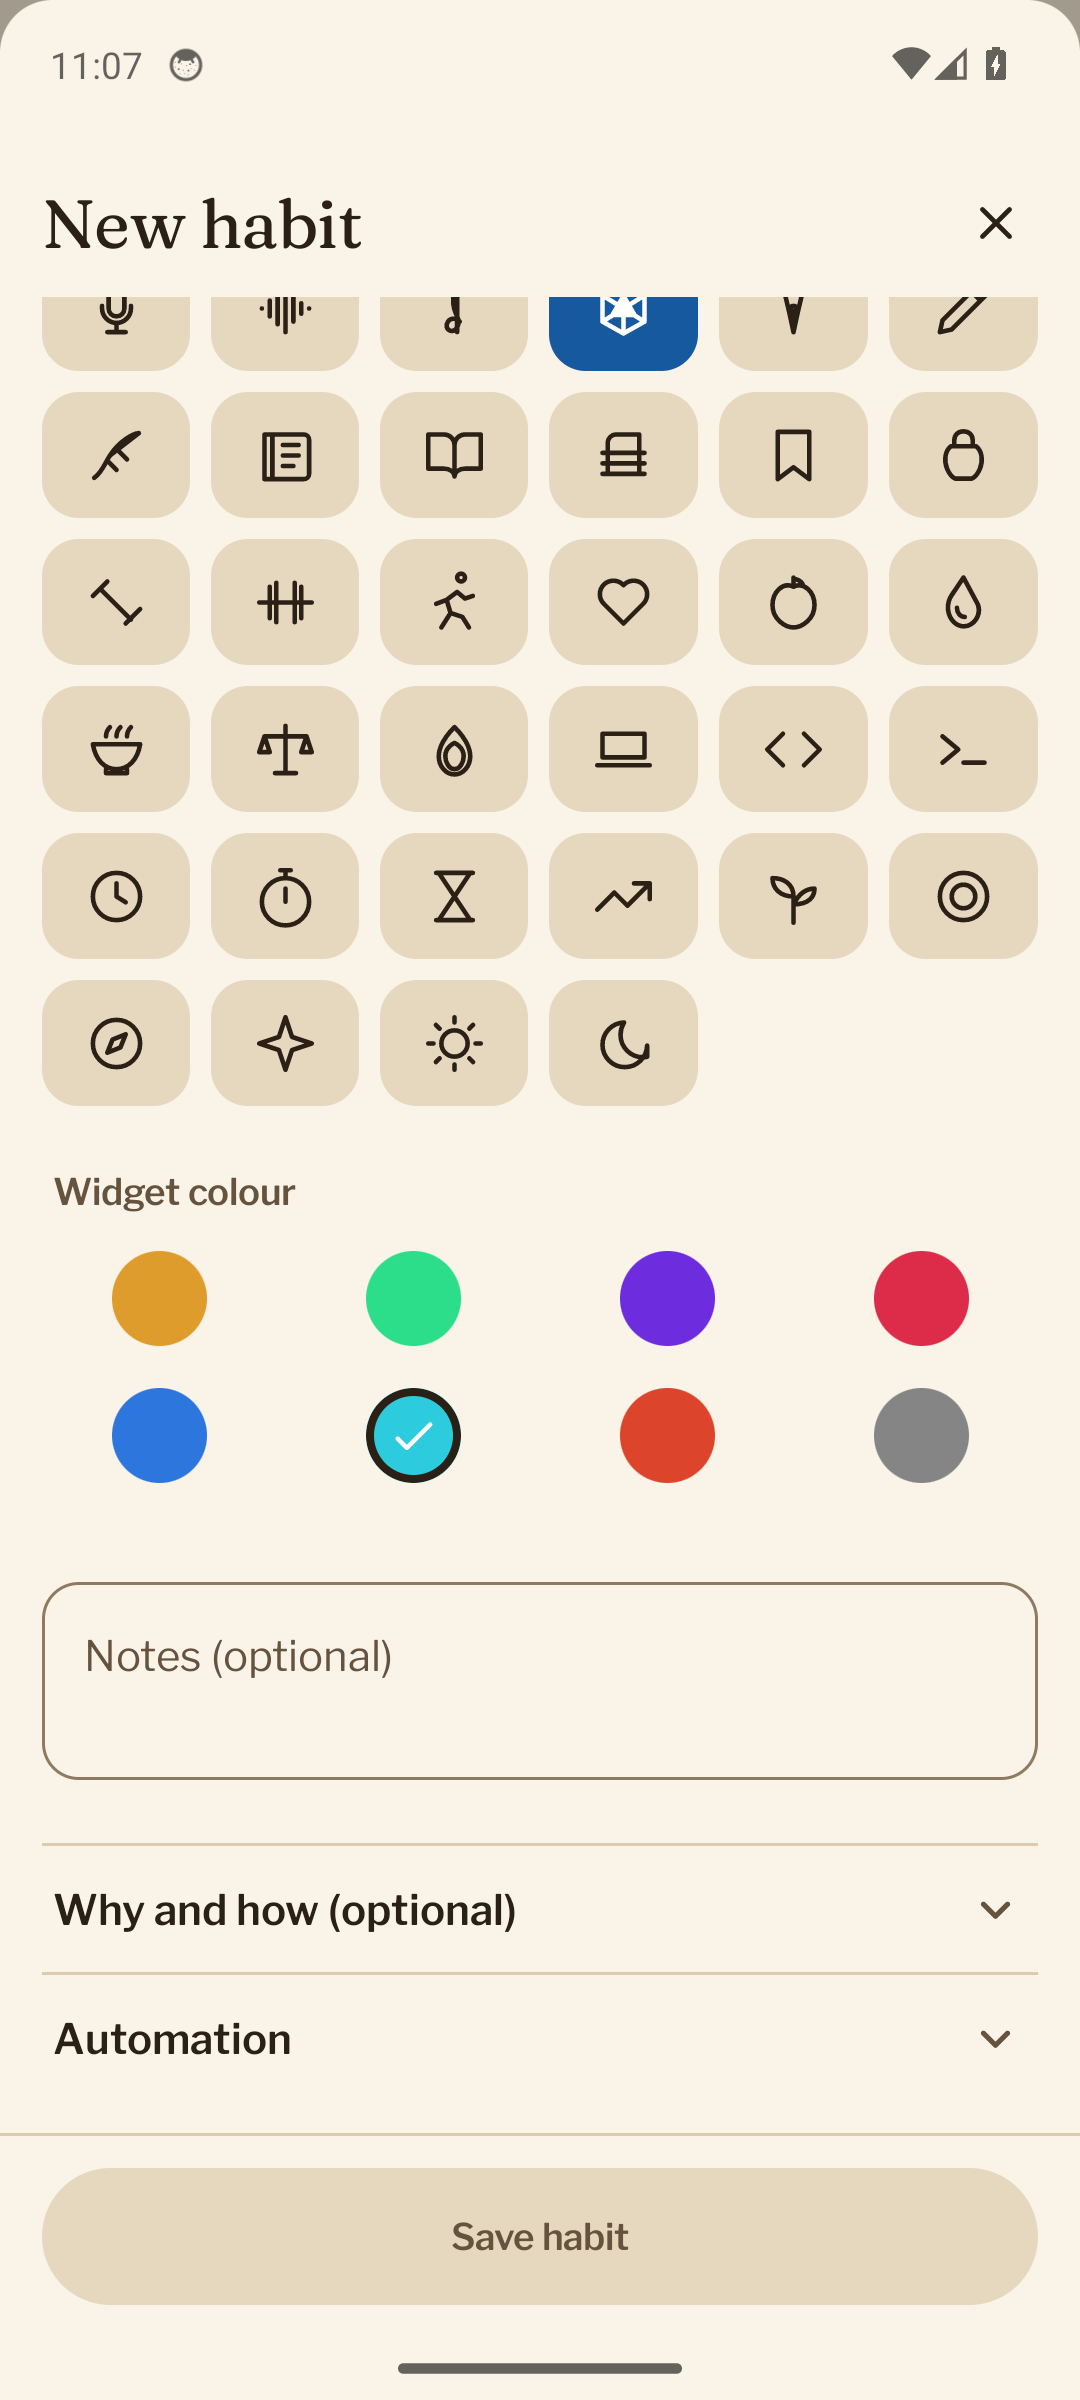 11:07
New habit
Widget colour
Notes (optional)
Why and how (optional)
Automation
Save habit